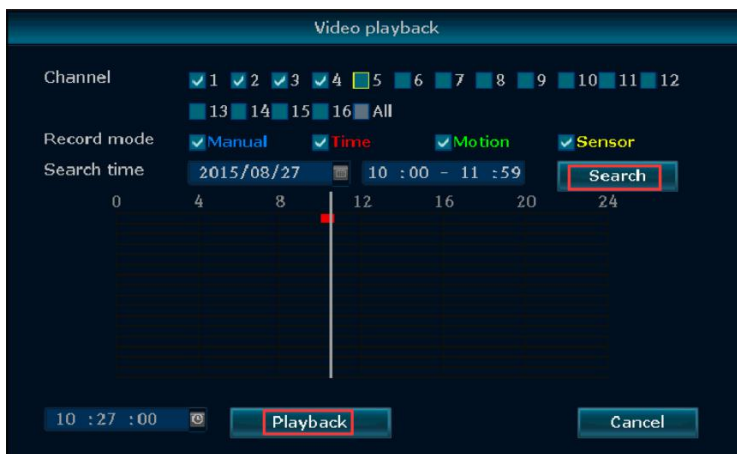 Video playback
Channel 1 2 3 4 5 6 7 8 9 10 11 12
13 14 15 16 All
Record mode Manual Time Motion Sensor
Search time 2015/08/27 10 :00 - 11 :59 Search
0 4 8 12 16 20 24
10 :27 :00 Playback Cancel